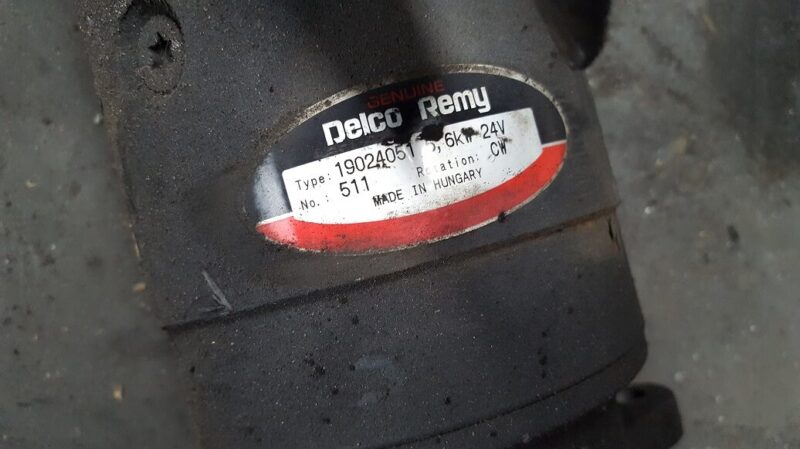 GENUINE
Delco Remy
Type: 19024051 5,6kW 24V
No.: 511 Rotation: CW
MADE IN HUNGARY